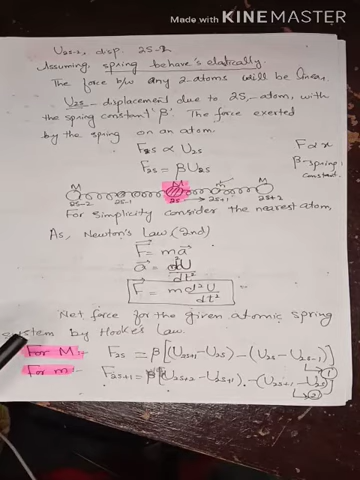 Made with KINEMASTER
U2S-2, disp. 2S-2
Assuming spring behave's elatically.
The force b/w any 2-atoms will be linear.
U2S - displacement due to 2S, atom, with
the spring constant 'β'. The force exerted
by the spring on an atom.
F2S ∝ U2S
F ∝ x
F2S = β U2S
β-spring constant.
M M M
2S-2 2S-1 2S 2S+1 2S+2
For simplicity consider the nearest atom
As, Newton's Law (2nd)
F = ma
a = d²U/dt²
F = m d²U/dt²
Net force for the given atomic spring
system by Hooke's law.
For M:- F2S = β[(U2S+1 - U2S) - (U2S - U2S-1)]
①
For m:- F2S+1 = β[(U2S+2 - U2S+1) - (U2S+1 - U2S)]
②